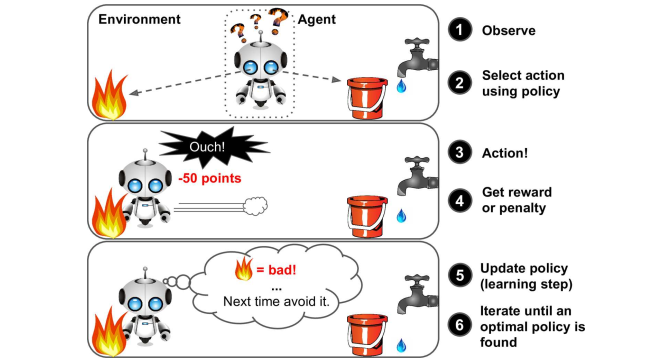 Environment
Agent
? ? ?
1 Observe
2 Select action
using policy
Ouch!
-50 points
3 Action!
4 Get reward
or penalty
= bad!
...
Next time avoid it.
5 Update policy
(learning step)
6 Iterate until an
optimal policy is
found